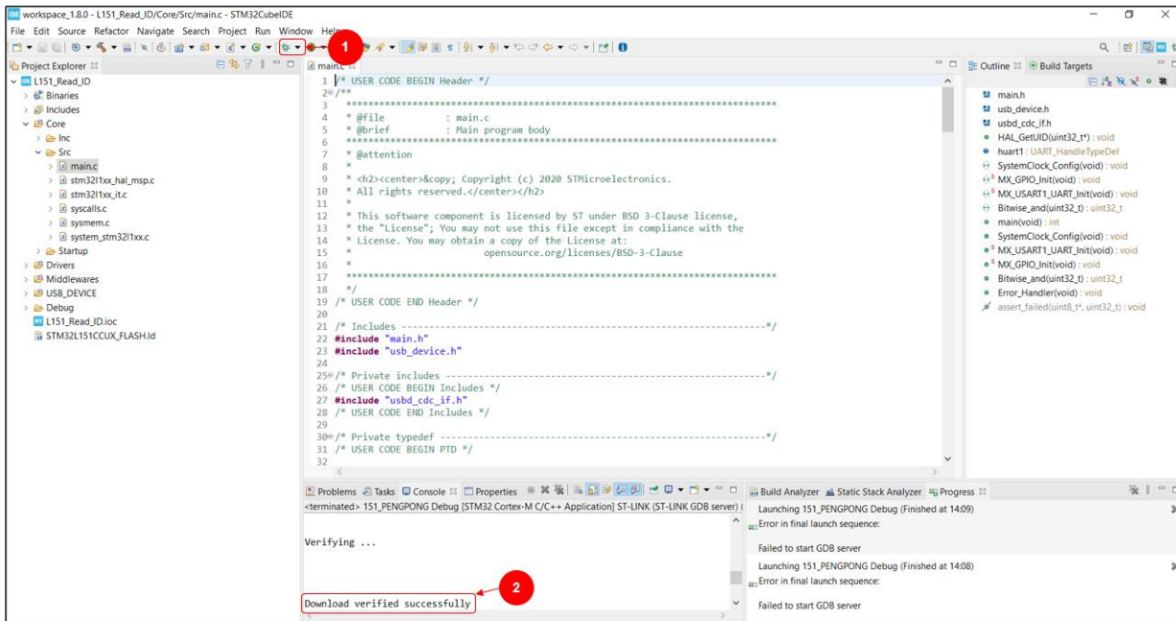 workspace_1.8.0 - L151_Read_ID/Core/Src/main.c - STM32CubeIDE
File Edit Source Refactor Navigate Search Project Run Window Help
1
Project Explorer
L151_Read_ID
Binaries
Includes
Core
Inc
Src
main.c
stm32l1xx_hal_msp.c
stm32l1xx_it.c
syscalls.c
sysmem.c
system_stm32l1xx.c
Startup
Drivers
Middlewares
USB_DEVICE
Debug
L151_Read_ID.ioc
STM32L151CCUX_FLASH.ld
main.c
1 /* USER CODE BEGIN Header */
2 /**
3 ******************************************************************************
4 * @file : main.c
5 * @brief : Main program body
6 ******************************************************************************
7 * @attention
8 *
9 * <h2><center>&copy; Copyright (c) 2020 STMicroelectronics.
10 * All rights reserved.</center></h2>
11 *
12 * This software component is licensed by ST under BSD 3-Clause license,
13 * the "License"; You may not use this file except in compliance with the
14 * License. You may obtain a copy of the License at:
15 * opensource.org/licenses/BSD-3-Clause
16 *
17 ******************************************************************************
18 */
19 /* USER CODE END Header */
20
21 /* Includes ------------------------------------------------------------------*/
22 #include "main.h"
23 #include "usb_device.h"
24
25 /* Private includes ----------------------------------------------------------*/
26 /* USER CODE BEGIN Includes */
27 #include "usbd_cdc_if.h"
28 /* USER CODE END Includes */
29
30 /* Private typedef -----------------------------------------------------------*/
31 /* USER CODE BEGIN PTD */
32
Outline Build Targets
main.h
usb_device.h
usbd_cdc_if.h
HAL_GetUID(uint32_t*) : void
huart1 : UART_HandleTypeDef
SystemClock_Config(void) : void
MX_GPIO_Init(void) : void
MX_USART1_UART_Init(void) : void
Bitwise_and(uint32_t) : uint32_t
main(void) : int
SystemClock_Config(void) : void
MX_USART1_UART_Init(void) : void
MX_GPIO_Init(void) : void
Bitwise_and(uint32_t) : uint32_t
Error_Handler(void) : void
assert_failed(uint8_t*, uint32_t) : void
Problems Tasks Console Properties
<terminated> 151_PENGPONG Debug [STM32 Cortex-M C/C++ Application] ST-LINK (ST-LINK GDB server) (
Verifying ...
2
Download verified successfully
Build Analyzer Static Stack Analyzer Progress
Launching 151_PENGPONG Debug (Finished at 14:09)
Error in final launch sequence:
Failed to start GDB server
Launching 151_PENGPONG Debug (Finished at 14:08)
Error in final launch sequence:
Failed to start GDB server